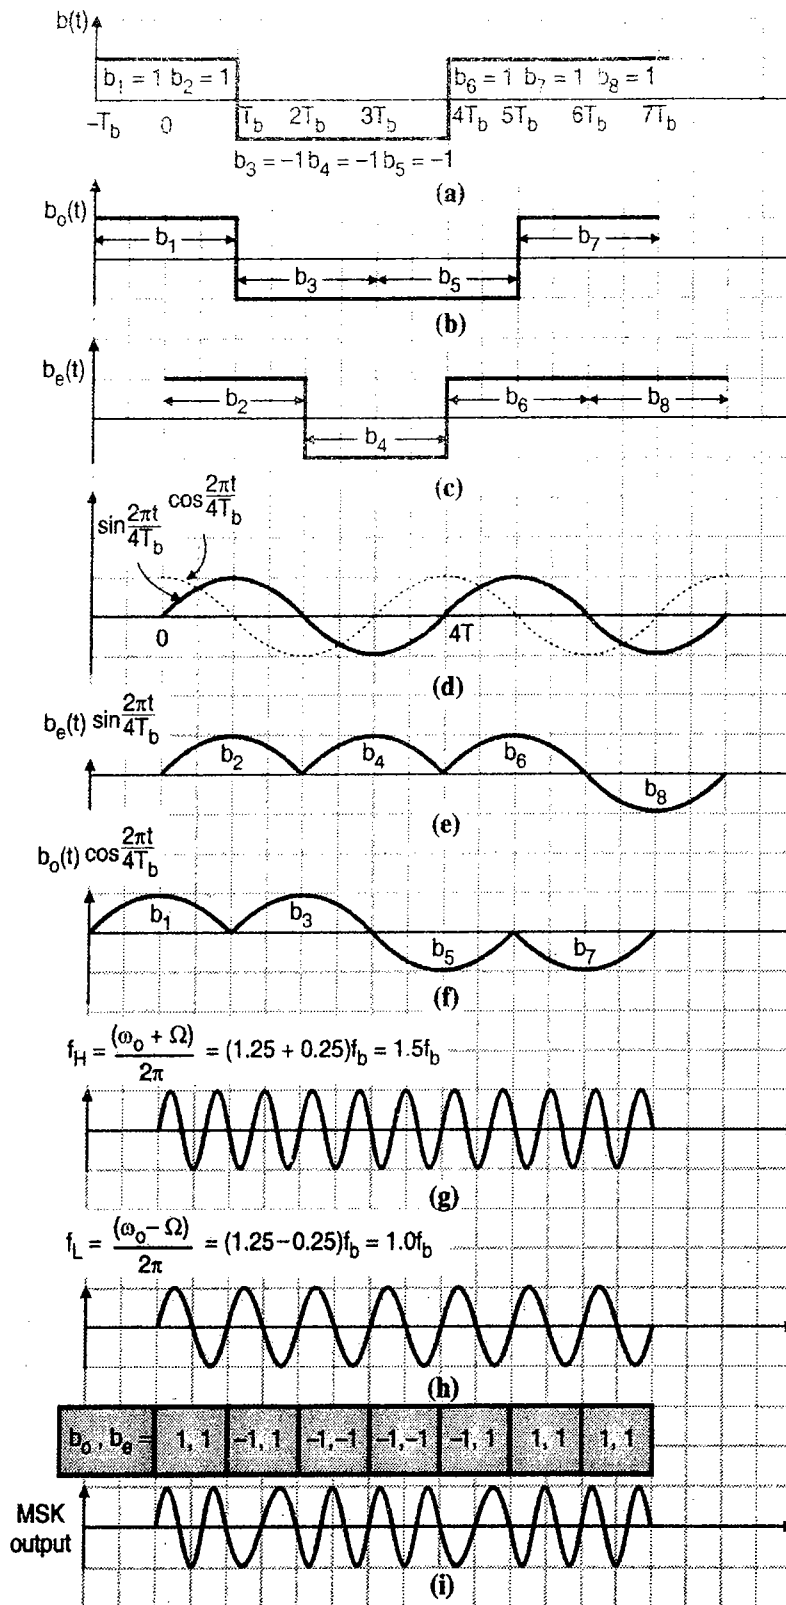 b(t)
b₁ = 1 b₂ = 1 b₆ = 1 b₇ = 1 b₈ = 1
–T_b 0 T_b 2T_b 3T_b 4T_b 5T_b 6T_b 7T_b
b₃ = –1 b₄ = –1 b₅ = –1
(a)
b_o(t)
b₁ b₇
b₃ b₅
(b)
b_e(t)
b₂ b₆ b₈
b₄
(c)
sin 2πt/4T_b cos 2πt/4T_b
0 4T
(d)
b_e(t) sin 2πt/4T_b
b₂ b₄ b₆
b₈
(e)
b_o(t) cos 2πt/4T_b
b₁ b₃
b₅ b₇
(f)
f_H = (ω_o + Ω)/2π = (1.25 + 0.25)f_b = 1.5f_b
(g)
f_L = (ω_o – Ω)/2π = (1.25–0.25)f_b = 1.0f_b
(h)
b_o , b_e = 1, 1 –1, 1 –1,–1 –1,–1 –1, 1 1, 1 1, 1
MSK
output
(i)